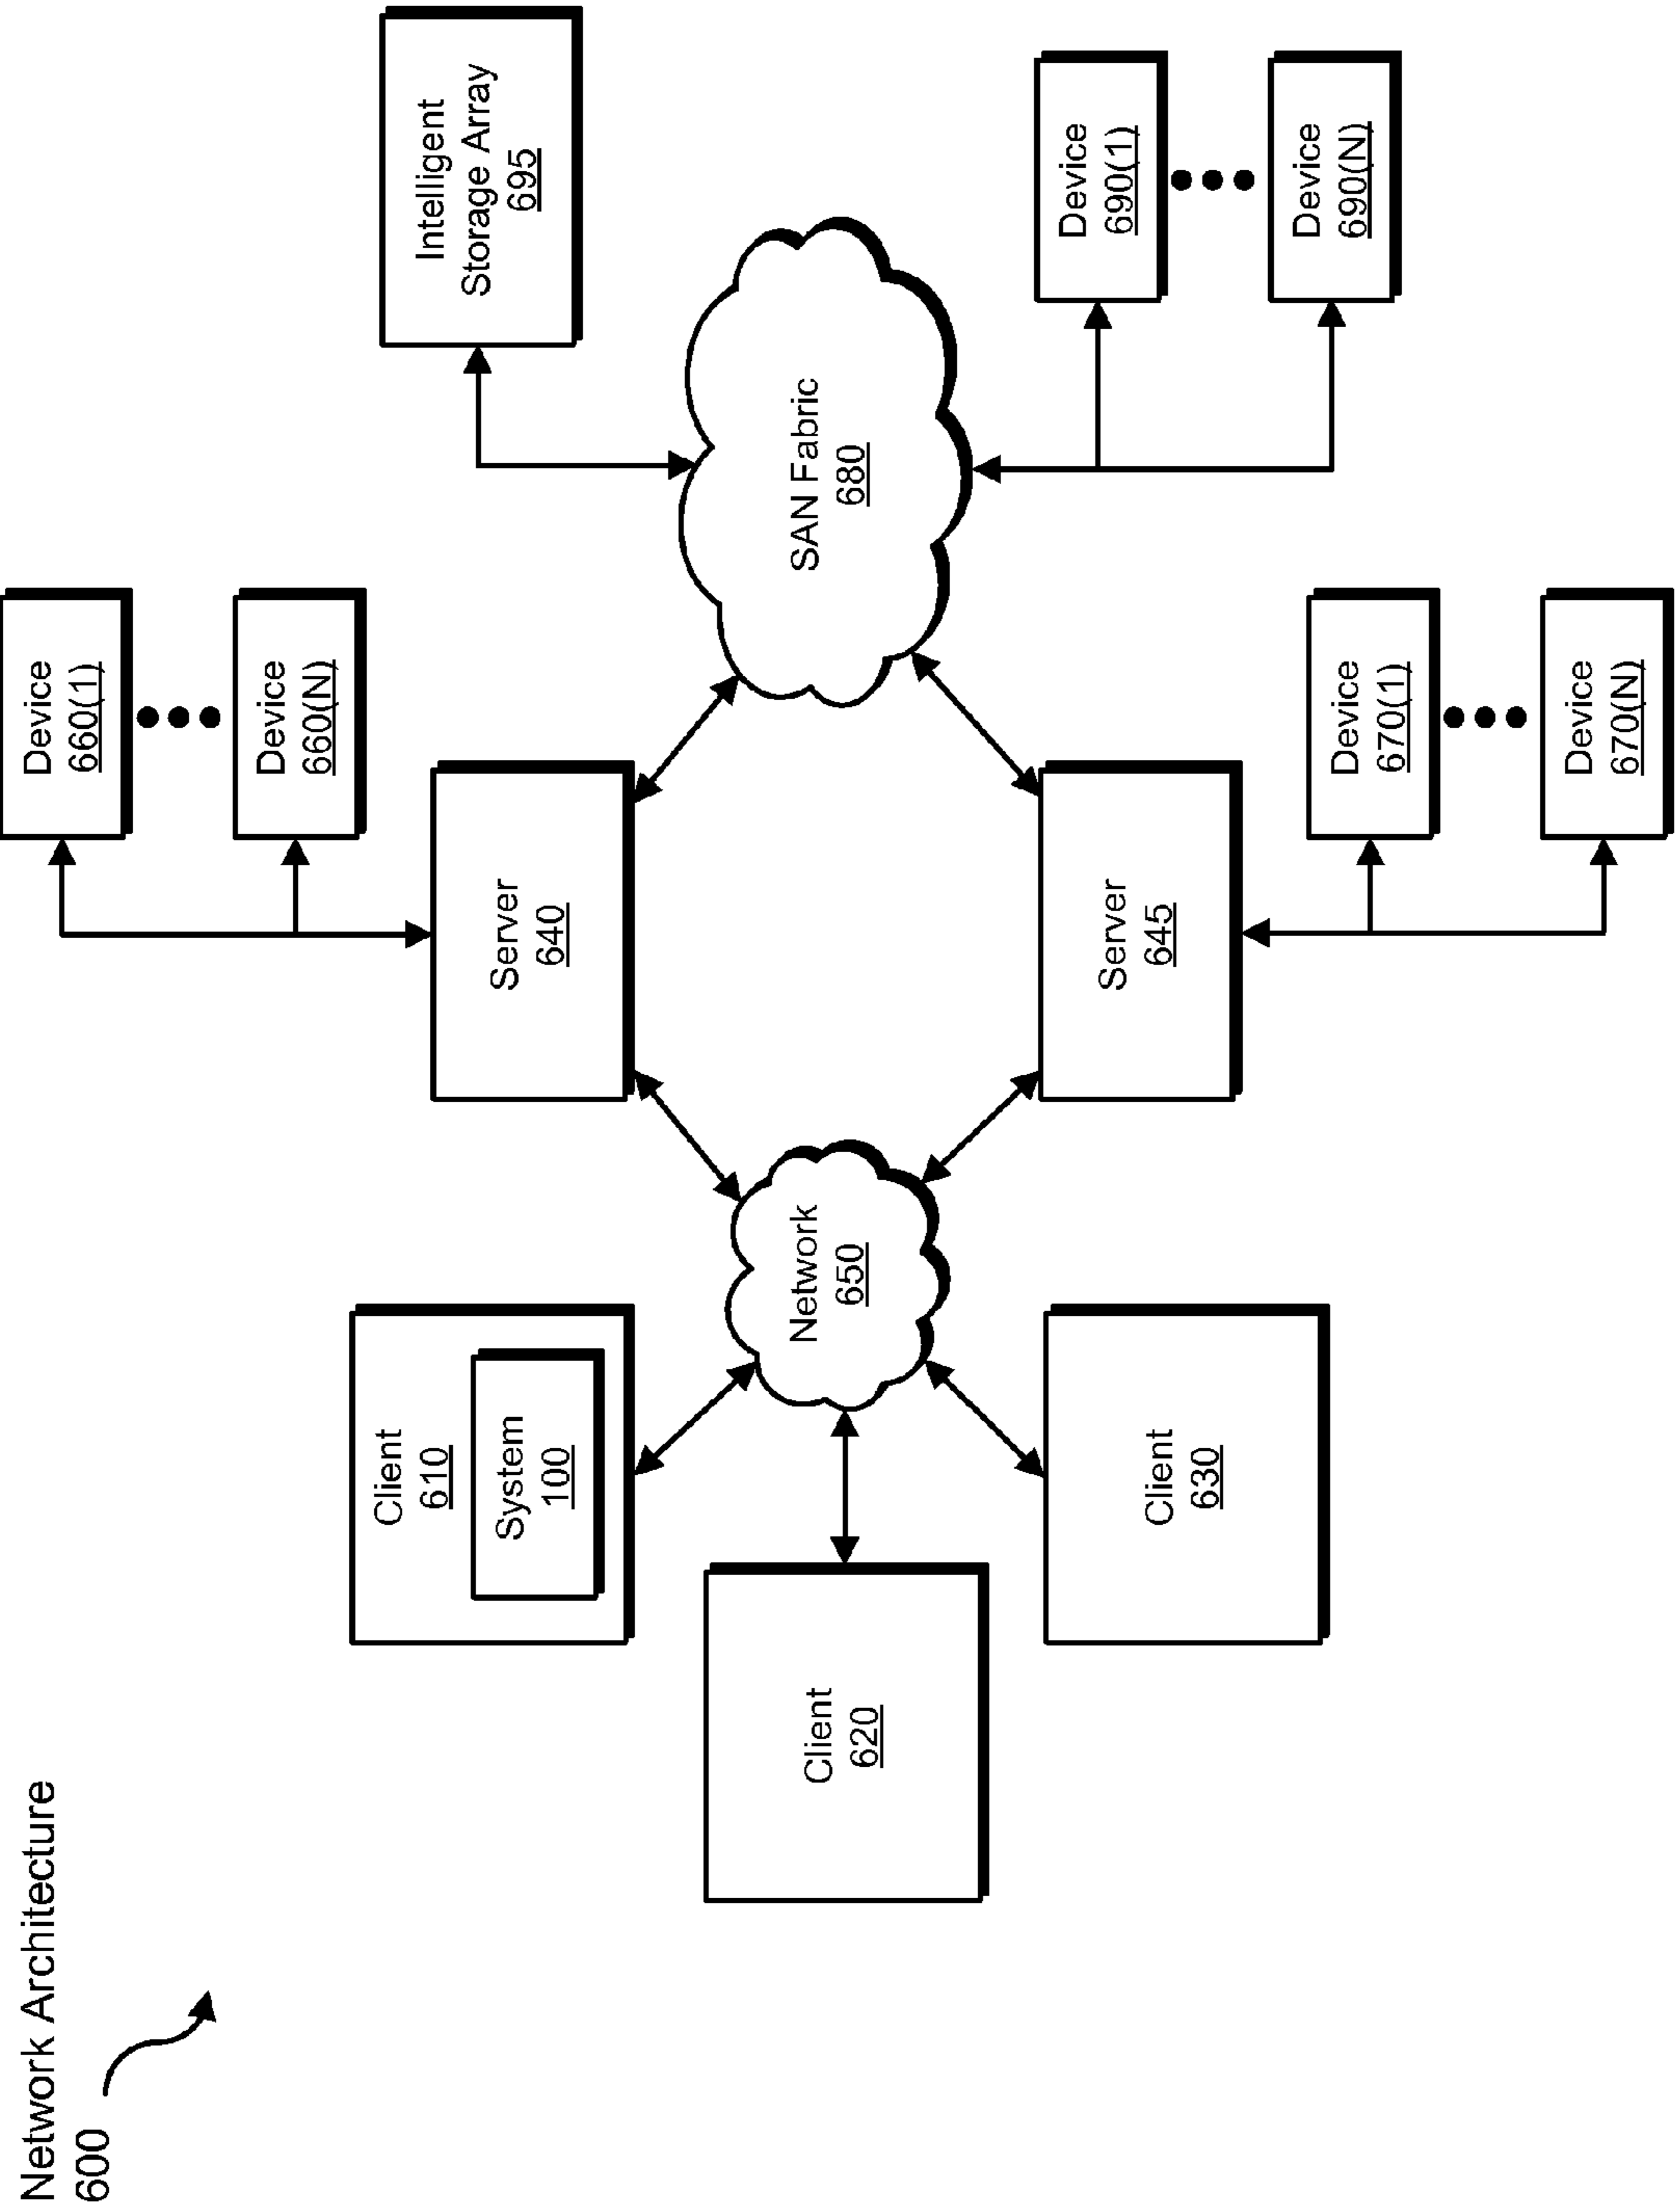 Network Architecture
600
Device
660(1)
Device
660(N)
Intelligent
Storage Array
695
Client
610
System
100
Server
640
Client
620
Network
650
SAN Fabric
680
Client
630
Server
645
Device
690(1)
Device
690(N)
Device
670(1)
Device
670(N)